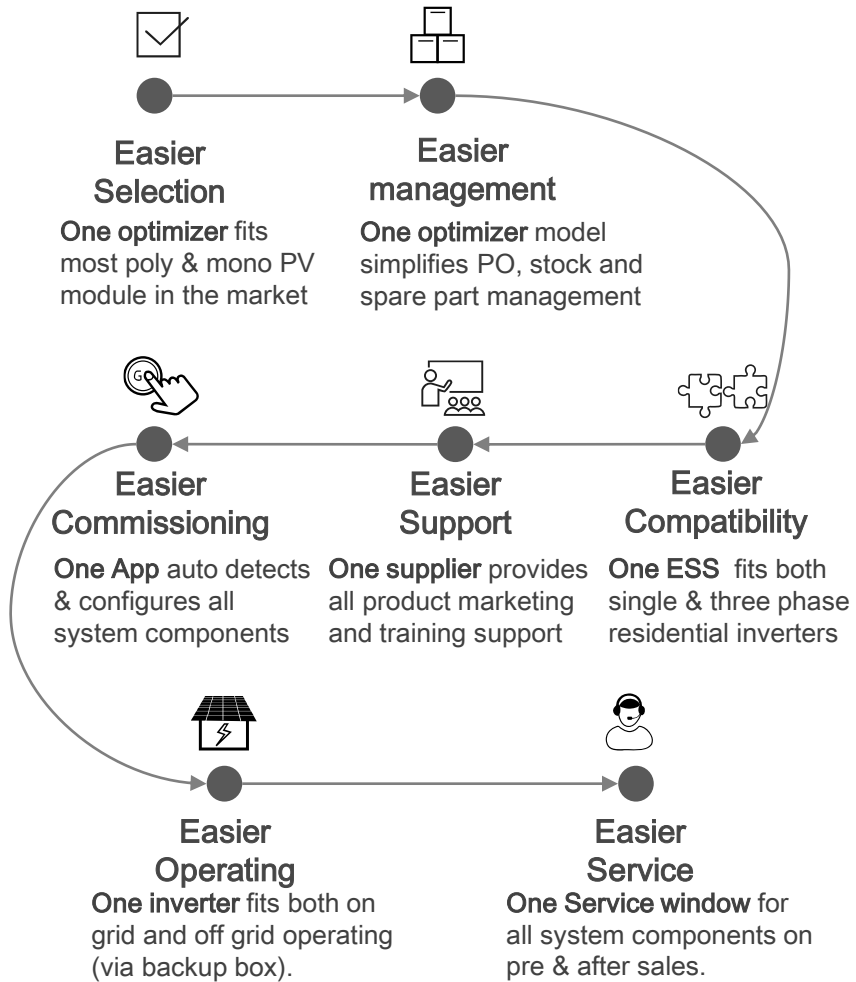 Easier
Selection
One optimizer fits
most poly & mono PV
module in the market
Easier
management
One optimizer model
simplifies PO, stock and
spare part management
GO
Easier
Commissioning
One App auto detects
& configures all
system components
Easier
Support
One supplier provides
all product marketing
and training support
Easier
Compatibility
One ESS fits both
single & three phase
residential inverters
Easier
Operating
One inverter fits both on
grid and off grid operating
(via backup box).
Easier
Service
One Service window for
all system components on
pre & after sales.